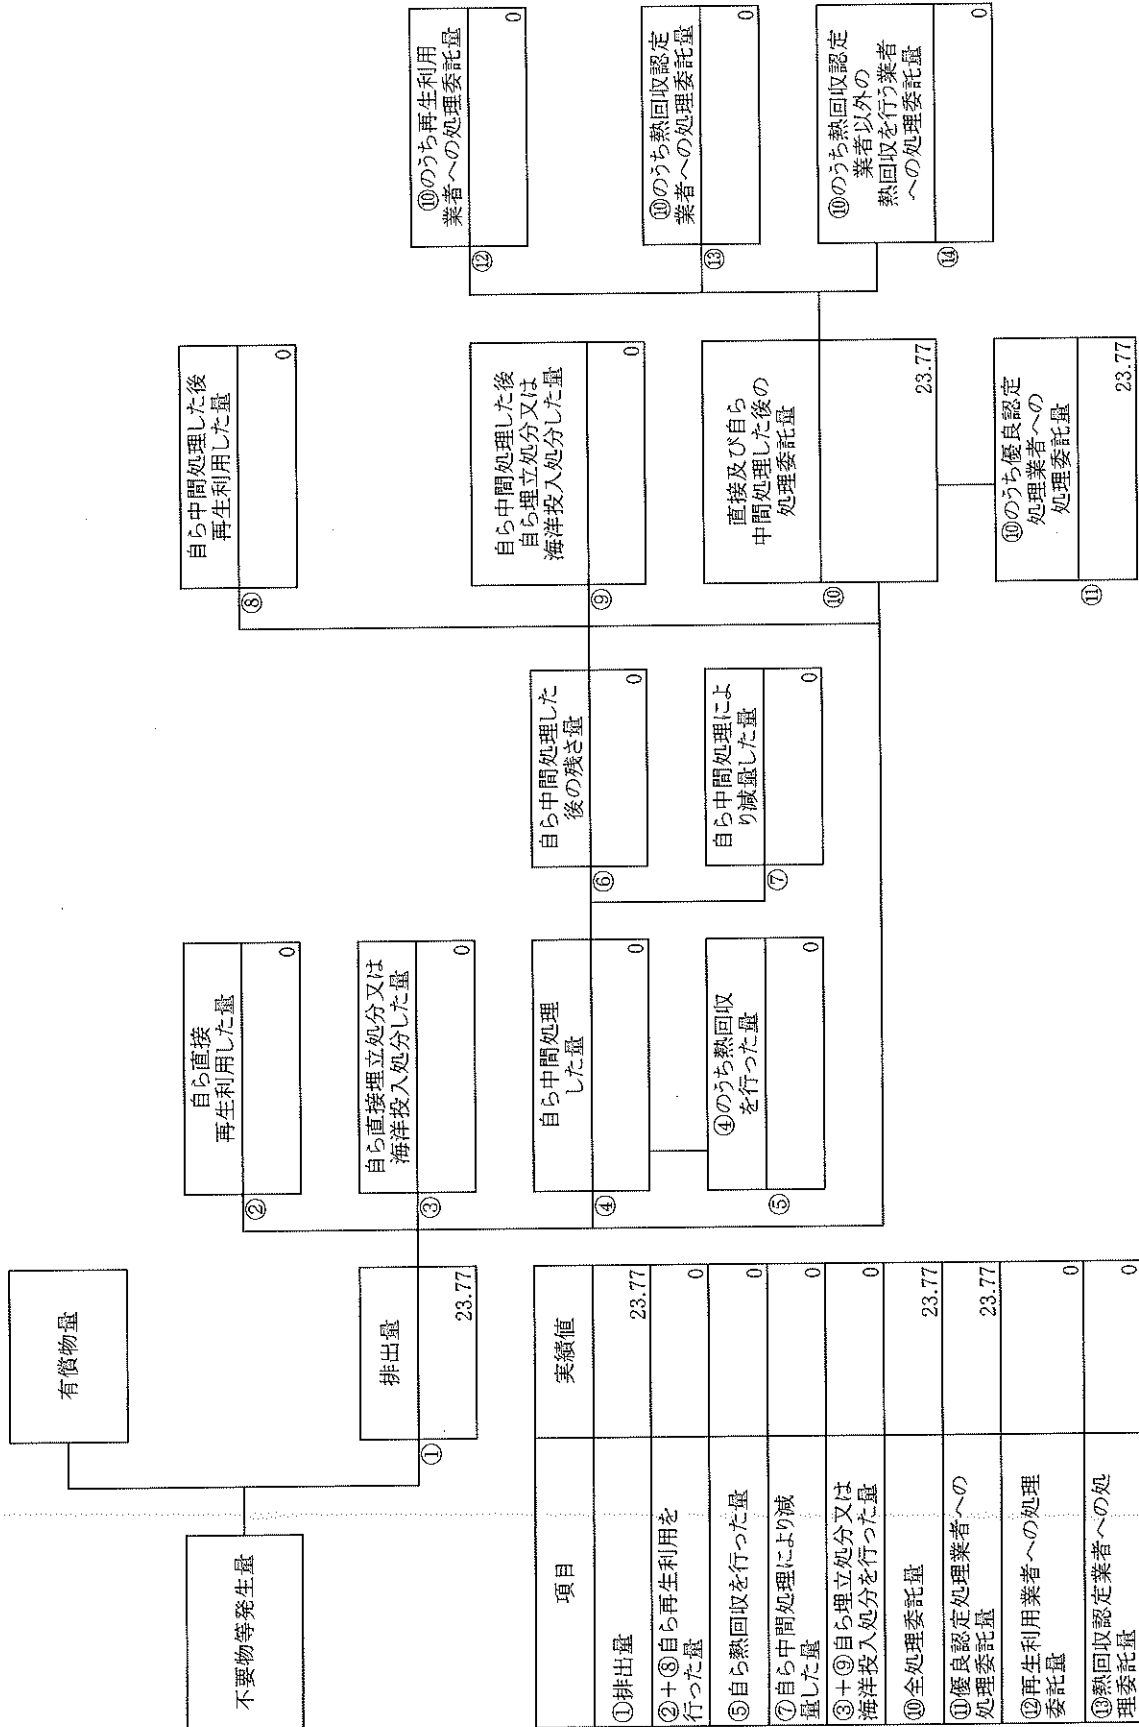 不要物等発生量
有償物量
①
排出量
23.77
②
自ら直接
再生利用した量
0
③
自ら直接埋立処分又は
海洋投入処分した量
0
④
自ら中間処理
した量
0
⑤
④のうち熱回収
を行った量
0
⑥
自ら中間処理した
後の残さ量
0
⑦
自ら中間処理によ
り減量した量
0
⑧
自ら中間処理した後
再生利用した量
0
⑨
自ら中間処理した後
自ら埋立処分又は
海洋投入処分した量
0
⑩
直接及び自ら
中間処理した後の
処理委託量
23.77
⑪
⑩のうち優良認定
処理業者への
処理委託量
23.77
⑫
⑩のうち再生利用
業者への処理委託量
0
⑬
⑩のうち熱回収認定
業者への処理委託量
0
⑭
⑩のうち熱回収認定
業者以外の
熱回収を行う業者
への処理委託量
0
項目 実績値
①排出量 23.77
②+⑧自ら再生利用を
行った量 0
⑤自ら熱回収を行った量 0
⑦自ら中間処理により減
量した量 0
③+⑨自ら埋立処分又は
海洋投入処分を行った量 0
⑩全処理委託量 23.77
⑪優良認定処理業者への
処理委託量 23.77
⑫再生利用業者への処理
委託量 0
⑬熱回収認定業者への処
理委託量 0